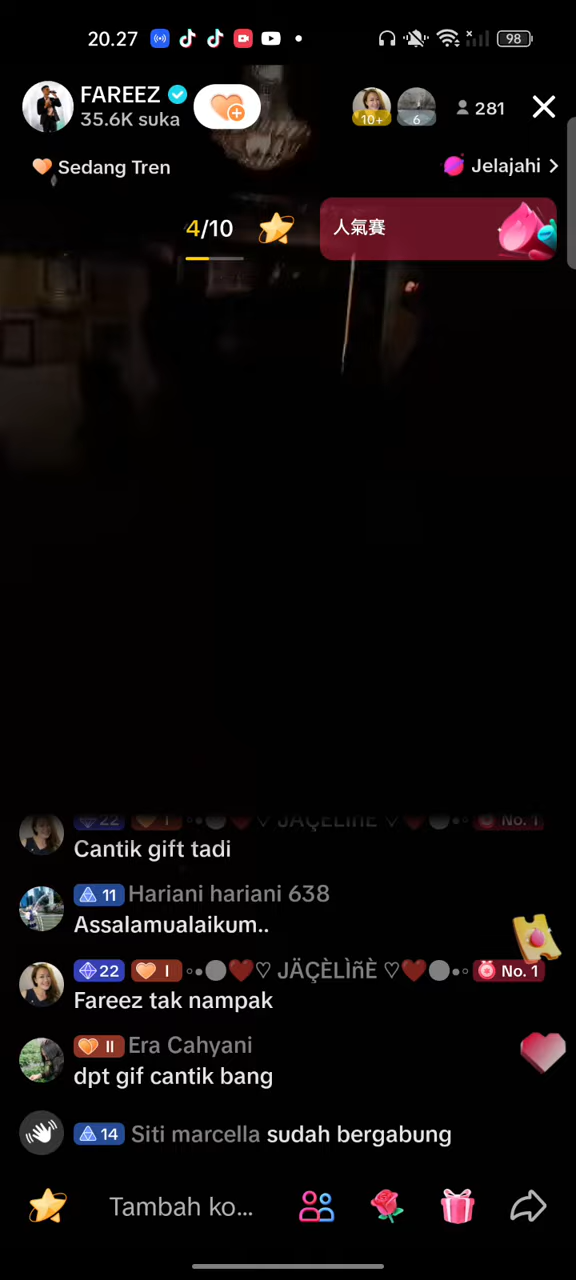 20.27
98
FAREEZ
35.6K suka
10+
6
281
Sedang Tren
Jelajahi
4/10
人氣賽
22 I JÄÇÈLÌñÈ No. 1
Cantik gift tadi
11 Hariani hariani 638
Assalamualaikum..
22 I JÄÇÈLÌñÈ No. 1
Fareez tak nampak
II Era Cahyani
dpt gif cantik bang
14 Siti marcella sudah bergabung
Tambah ko...